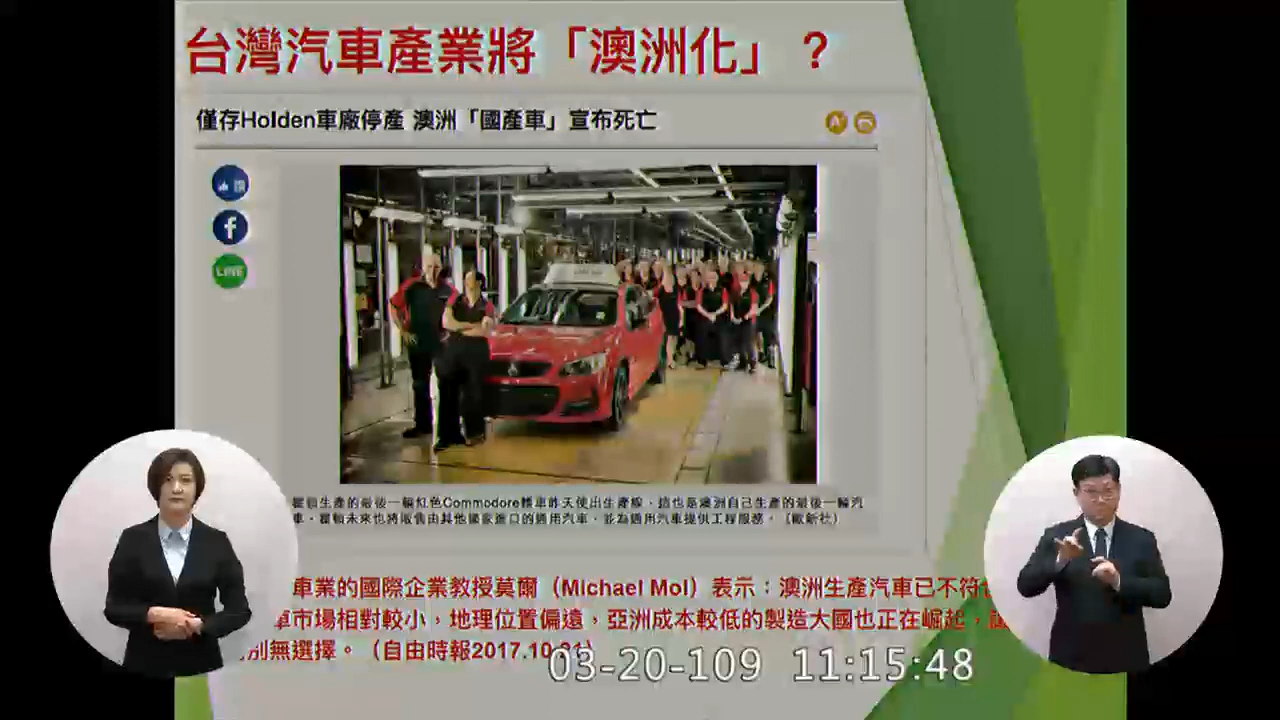 台灣汽車產業將「澳洲化」？
僅存Holden車廠停產 澳洲「國產車」宣布死亡
讚
LINE
霍頓生產的最後一輛紅色Commodore轎車昨天駛出生產線，這也是澳洲自己生產的最後一輛汽
車。霍頓未來也將販售由其他國家進口的通用汽車，並為通用汽車提供工程服務。（歐新社）
車業的國際企業教授莫爾（Michael Mol）表示：澳洲生產汽車已不符
車市場相對較小，地理位置偏遠，亞洲成本較低的製造大國也正在崛起，
別無選擇。（自由時報2017.10.21）
03-20-109 11:15:48